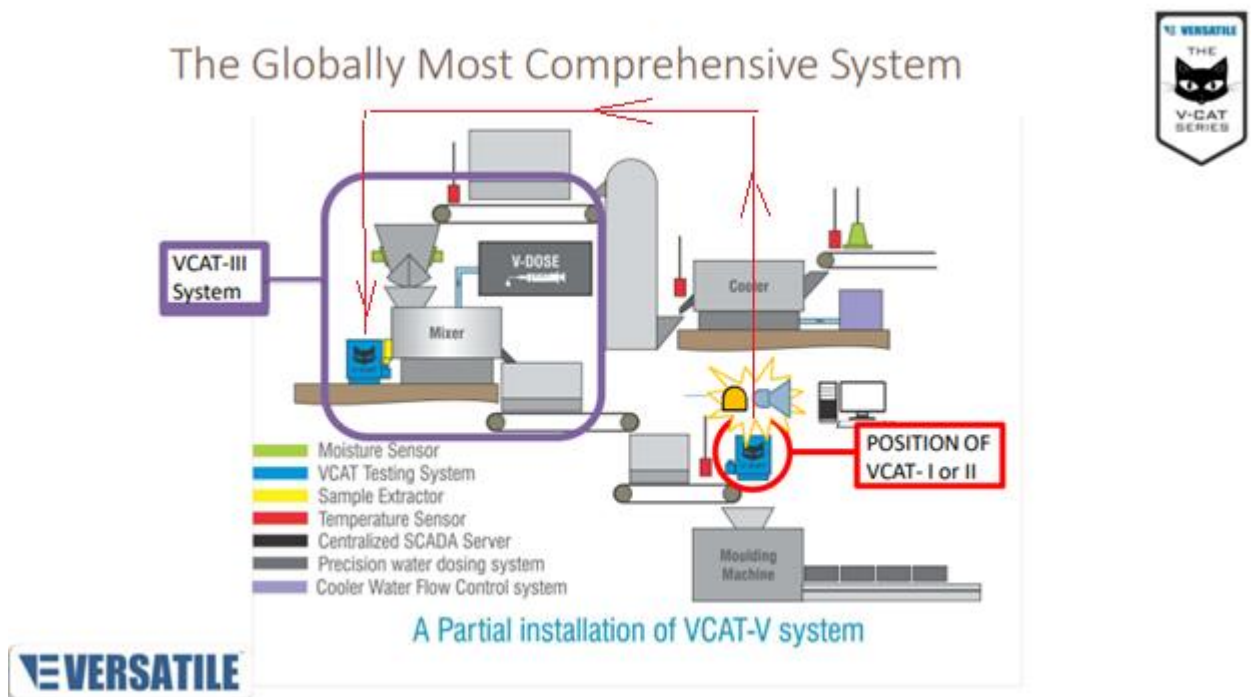 The Globally Most Comprehensive System
VERSATILE
THE
V-CAT
SERIES
VCAT-III
System
V-DOSE
Mixer
Cooler
POSITION OF
VCAT- I or II
Moisture Sensor
VCAT Testing System
Sample Extractor
Temperature Sensor
Centralized SCADA Server
Precision water dosing system
Cooler Water Flow Control system
Moulding
Machine
A Partial installation of VCAT-V system
VERSATILE